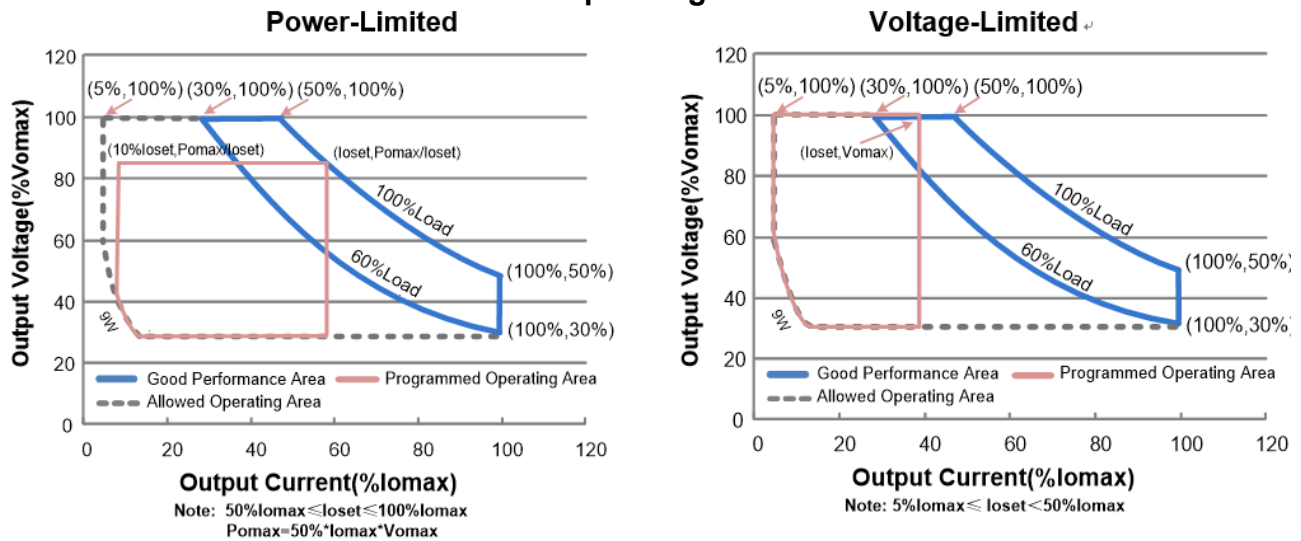 Power-Limited
Output Voltage(%Vomax)
120
100
80
60
40
20
0
(5%,100%) (30%,100%) (50%,100%)
(10%Ioset,Pomax/Ioset)
(Ioset,Pomax/Ioset)
100%Load
60%Load
(100%,50%)
(100%,30%)
9W
Good Performance Area
Programmed Operating Area
Allowed Operating Area
0 20 40 60 80 100 120
Output Current(%Iomax)
Note: 50%Iomax≤Ioset≤100%Iomax
Pomax=50%*Iomax*Vomax
Voltage-Limited
Output Voltage(%Vomax)
120
100
80
60
40
20
0
(5%,100%) (30%,100%) (50%,100%)
(Ioset,Vomax)
100%Load
60%Load
(100%,50%)
(100%,30%)
9W
Good Performance Area
Programmed Operating Area
Allowed Operating Area
0 20 40 60 80 100 120
Output Current(%Iomax)
Note: 5%Iomax≤ Ioset<50%Iomax